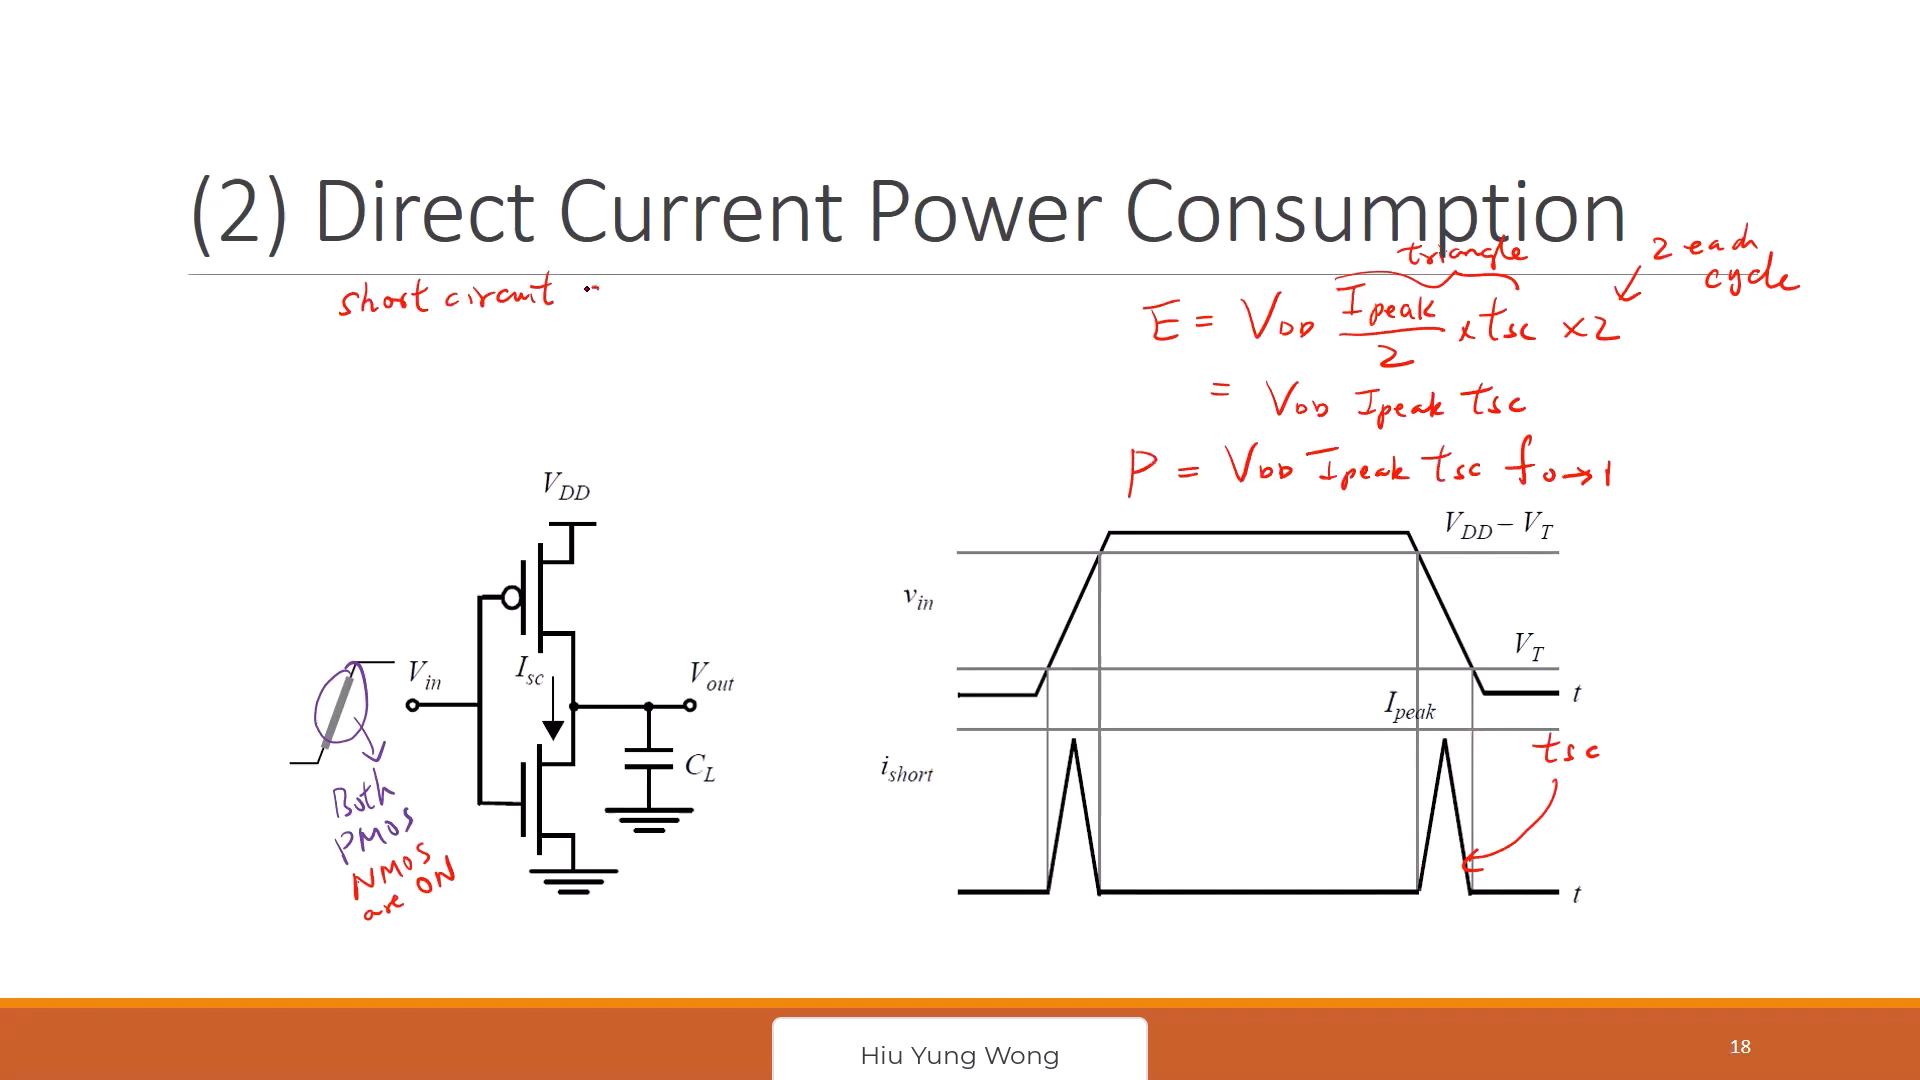 (2) Direct Current Power Consumption
short circuit
triangle
2 each
cycle
E = VDD Ipeak/2 x tsc x2
= VDD Ipeak tsc
P = VDD Ipeak tsc f0→1
VDD
Vin
Isc
Vout
CL
Both
PMOS
NMOS
are ON
VDD – VT
vin
VT
t
Ipeak
tsc
ishort
t
Hiu Yung Wong
18